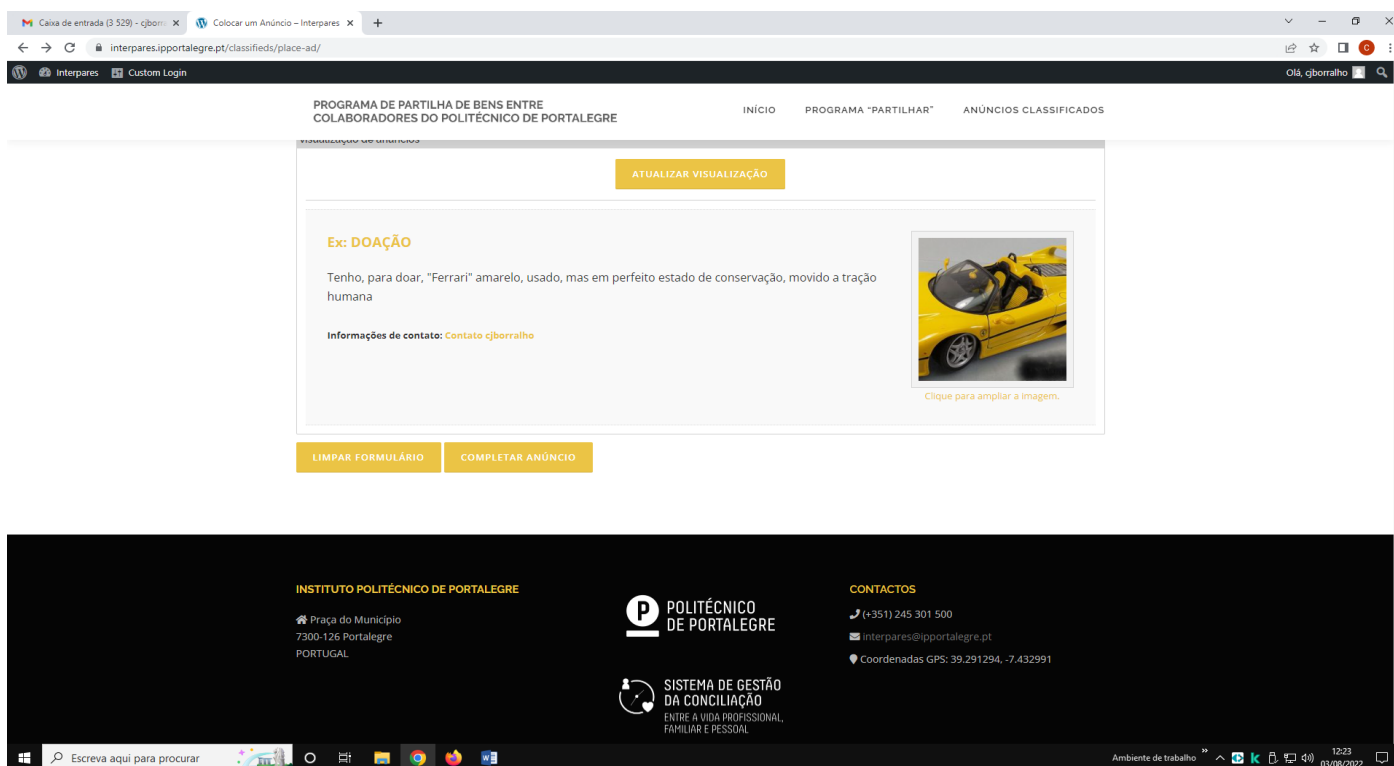 Caixa de entrada (3 529) - cjborr
Colocar um Anúncio – Interpares
interpares.ipportalegre.pt/classifieds/place-ad/
Interpares Custom Login Olá, cjborralho
PROGRAMA DE PARTILHA DE BENS ENTRE
COLABORADORES DO POLITÉCNICO DE PORTALEGRE
INÍCIO PROGRAMA “PARTILHAR” ANÚNCIOS CLASSIFICADOS
visualização de anúncios
ATUALIZAR VISUALIZAÇÃO
Ex: DOAÇÃO
Tenho, para doar, "Ferrari" amarelo, usado, mas em perfeito estado de conservação, movido a tração
humana
Informações de contato: Contato cjborralho
Clique para ampliar a imagem.
LIMPAR FORMULÁRIO COMPLETAR ANÚNCIO
INSTITUTO POLITÉCNICO DE PORTALEGRE
Praça do Município
7300-126 Portalegre
PORTUGAL
P POLITÉCNICO
DE PORTALEGRE
SISTEMA DE GESTÃO
DA CONCILIAÇÃO
ENTRE A VIDA PROFISSIONAL,
FAMILIAR E PESSOAL
CONTACTOS
(+351) 245 301 500
interpares@ipportalegre.pt
Coordenadas GPS: 39.291294, -7.432991
Escreva aqui para procurar
Ambiente de trabalho
12:23
03/08/2022